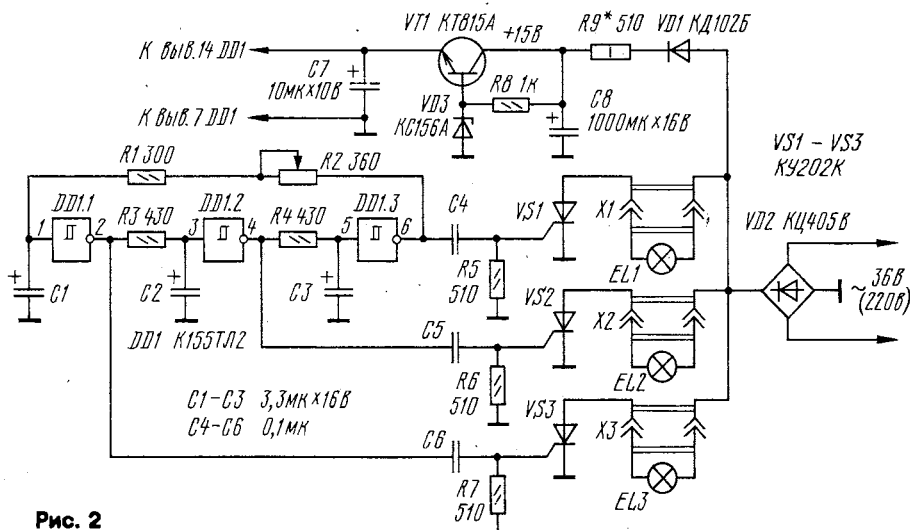 VT1 КТ815А
+15В
R9* 510
VD1 КД102Б
К выв.14 DD1
C7
10мк×10В
R8 1к
VD3
КС156А
C8
1000мк×16В
К выв.7 DD1
VS1 – VS3
КУ202К
R1 300
R2 360
DD1.1
R3 430
DD1.2
R4 430
DD1.3
C4
VS1
X1
VD2 КЦ405В
1
2
3
4
5
6
+
C1
+
C2
+
C3
R5
510
EL1
~ 36В
(220В)
VS2
X2
DD1 К155ТЛ2
C5
R6
510
EL2
C1–C3 3,3мк×16В
C4–C6 0,1мк
VS3
X3
C6
R7
510
EL3
Рис. 2